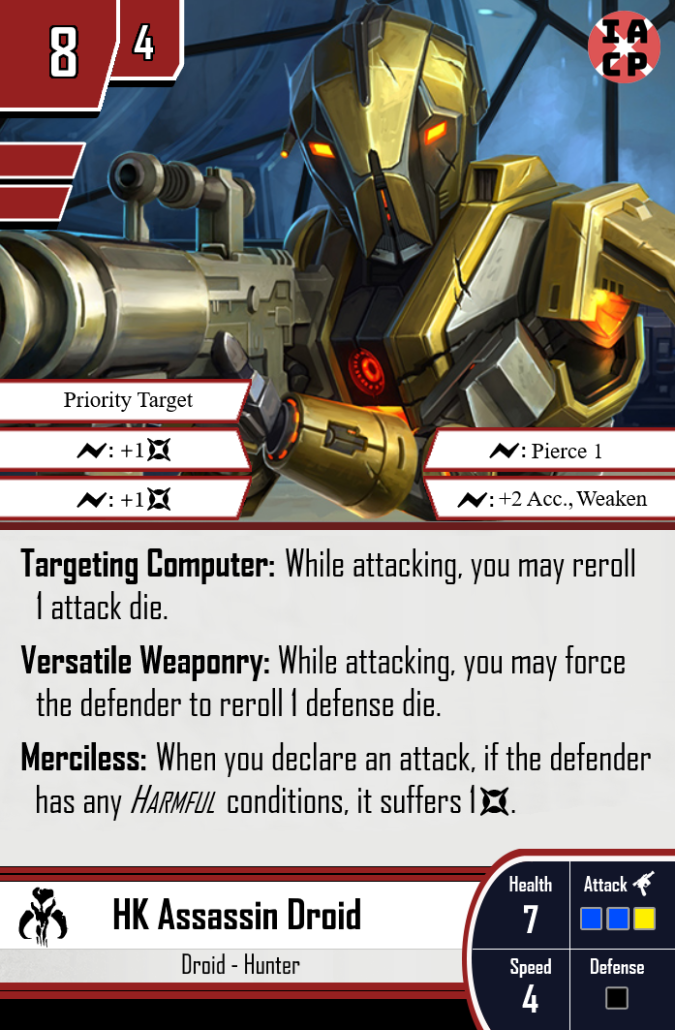 8
4
IA
CP
Priority Target
: +1
: +1
: Pierce 1
: +2 Acc., Weaken
Targeting Computer: While attacking, you may reroll
1 attack die.
Versatile Weaponry: While attacking, you may force
the defender to reroll 1 defense die.
Merciless: When you declare an attack, if the defender
has any HARMFUL conditions, it suffers 1.
HK Assassin Droid
Droid - Hunter
Health
7
Attack
Speed
4
Defense